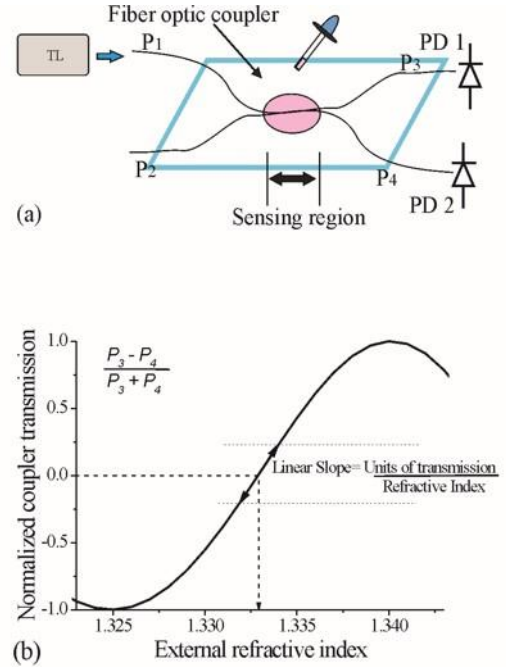 Fiber optic coupler
TL
P1
P3
PD 1
P2
P4
PD 2
(a)
Sensing region
Normalized coupler transmission
1.0
0.5
0.0
-0.5
-1.0
P3 - P4
P3 + P4
Linear Slope= Units of transmission
Refractive Index
1.325
1.330
1.335
1.340
External refractive index
(b)